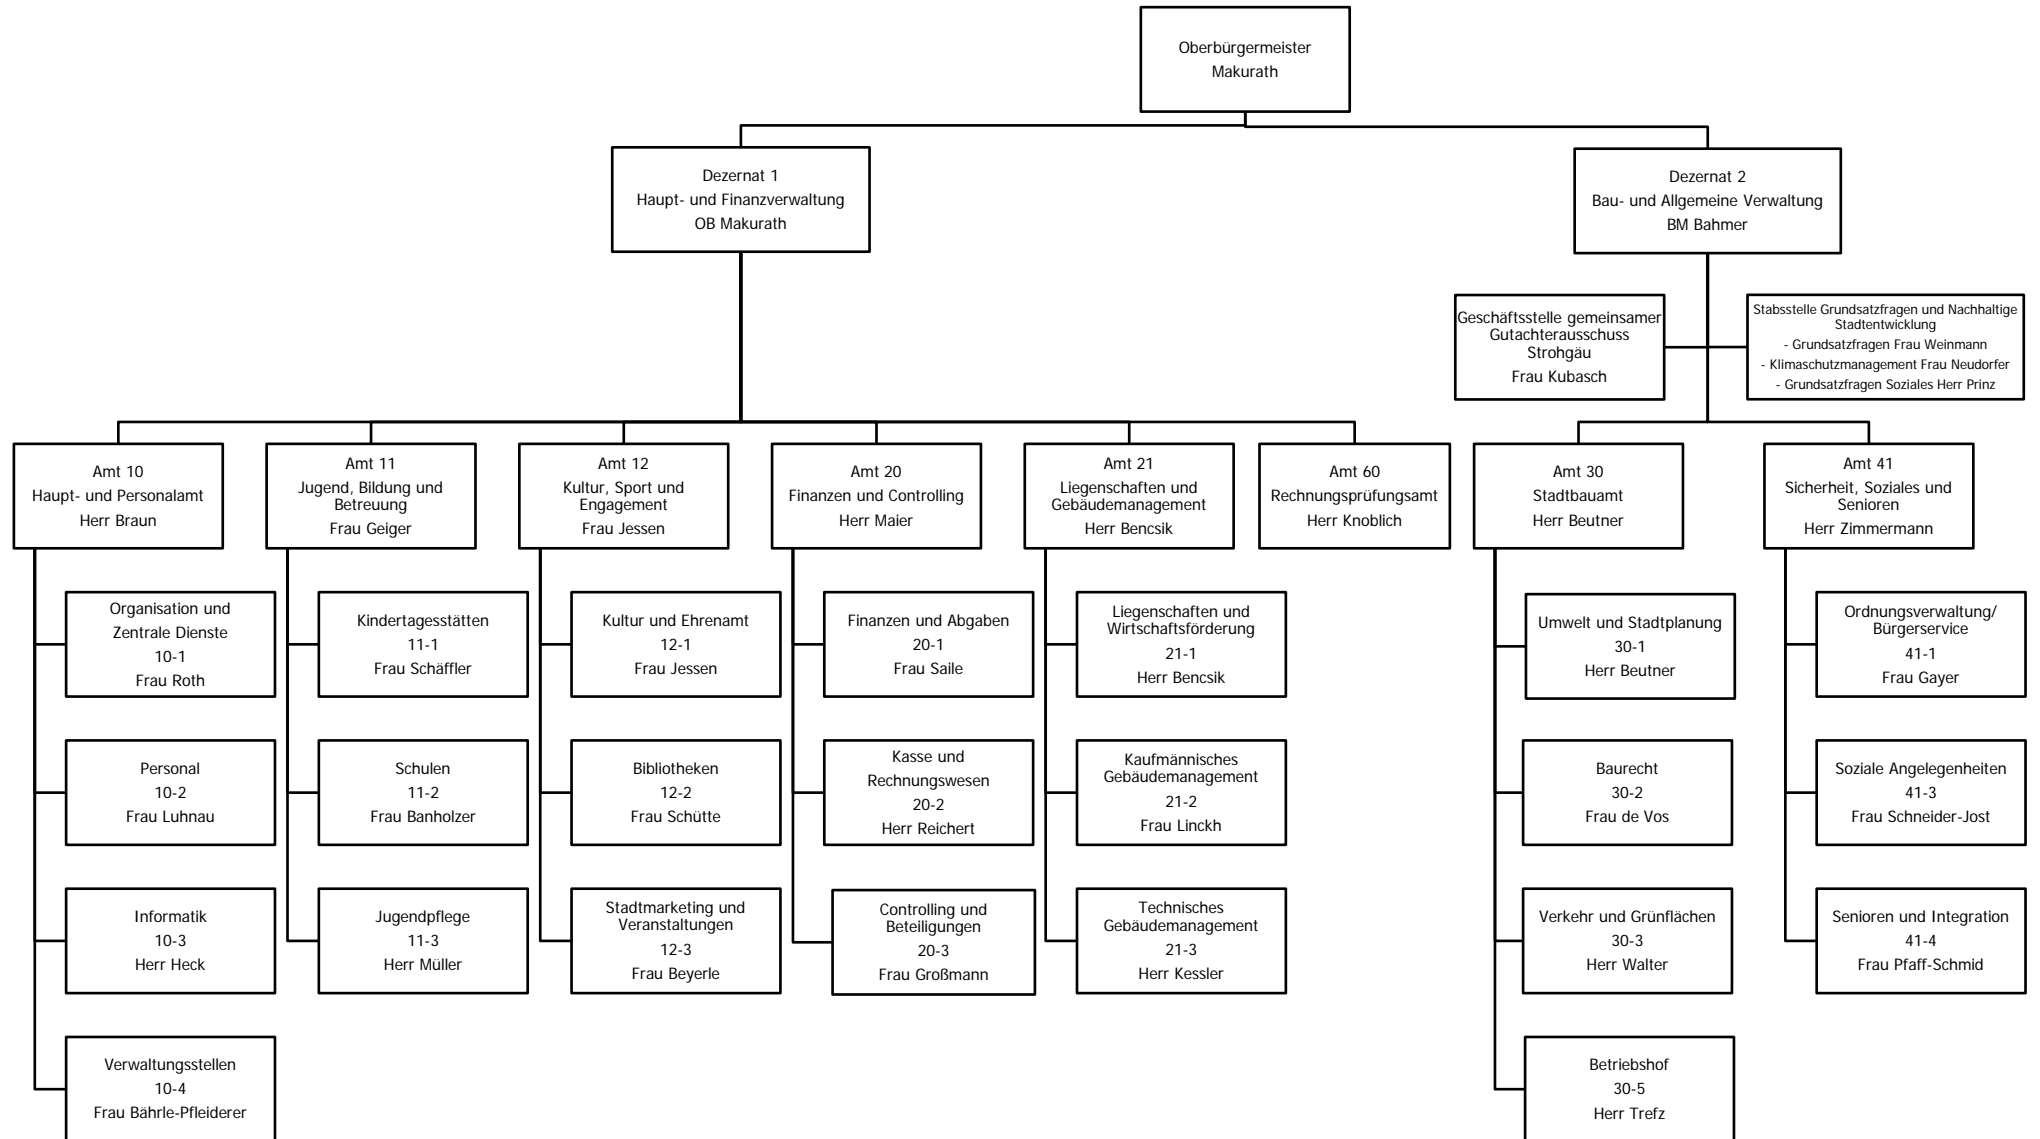 Oberbürgermeister
Makurath
Dezernat 1
Haupt- und Finanzverwaltung
OB Makurath
Dezernat 2
Bau- und Allgemeine Verwaltung
BM Bahmer
Geschäftsstelle gemeinsamer
Gutachterausschuss
Strohgäu
Frau Kubasch
Stabsstelle Grundsatzfragen und Nachhaltige
Stadtentwicklung
- Grundsatzfragen Frau Weinmann
- Klimaschutzmanagement Frau Neudorfer
- Grundsatzfragen Soziales Herr Prinz
Amt 10
Haupt- und Personalamt
Herr Braun
Amt 11
Jugend, Bildung und
Betreuung
Frau Geiger
Amt 12
Kultur, Sport und
Engagement
Frau Jessen
Amt 20
Finanzen und Controlling
Herr Maier
Amt 21
Liegenschaften und
Gebäudemanagement
Herr Bencsik
Amt 60
Rechnungsprüfungsamt
Herr Knoblich
Amt 30
Stadtbauamt
Herr Beutner
Amt 41
Sicherheit, Soziales und
Senioren
Herr Zimmermann
Organisation und
Zentrale Dienste
10-1
Frau Roth
Kindertagesstätten
11-1
Frau Schäffler
Kultur und Ehrenamt
12-1
Frau Jessen
Finanzen und Abgaben
20-1
Frau Saile
Liegenschaften und
Wirtschaftsförderung
21-1
Herr Bencsik
Umwelt und Stadtplanung
30-1
Herr Beutner
Ordnungsverwaltung/
Bürgerservice
41-1
Frau Gayer
Personal
10-2
Frau Luhnau
Schulen
11-2
Frau Banholzer
Bibliotheken
12-2
Frau Schütte
Kasse und
Rechnungswesen
20-2
Herr Reichert
Kaufmännisches
Gebäudemanagement
21-2
Frau Linckh
Baurecht
30-2
Frau de Vos
Soziale Angelegenheiten
41-3
Frau Schneider-Jost
Informatik
10-3
Herr Heck
Jugendpflege
11-3
Herr Müller
Stadtmarketing und
Veranstaltungen
12-3
Frau Beyerle
Controlling und
Beteiligungen
20-3
Frau Großmann
Technisches
Gebäudemanagement
21-3
Herr Kessler
Verkehr und Grünflächen
30-3
Herr Walter
Senioren und Integration
41-4
Frau Pfaff-Schmid
Verwaltungsstellen
10-4
Frau Bährle-Pfleiderer
Betriebshof
30-5
Herr Trefz